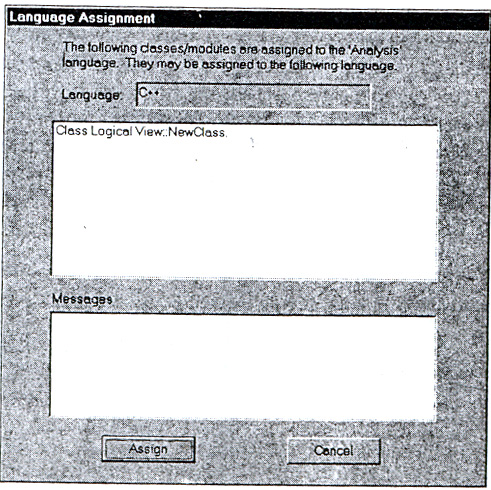 Language Assignment
The following classes/modules are assigned to the 'Analysis'
language. They may be assigned to the following language.
Language: C++
Class Logical View::NewClass.
Messages
Assign
Cancel